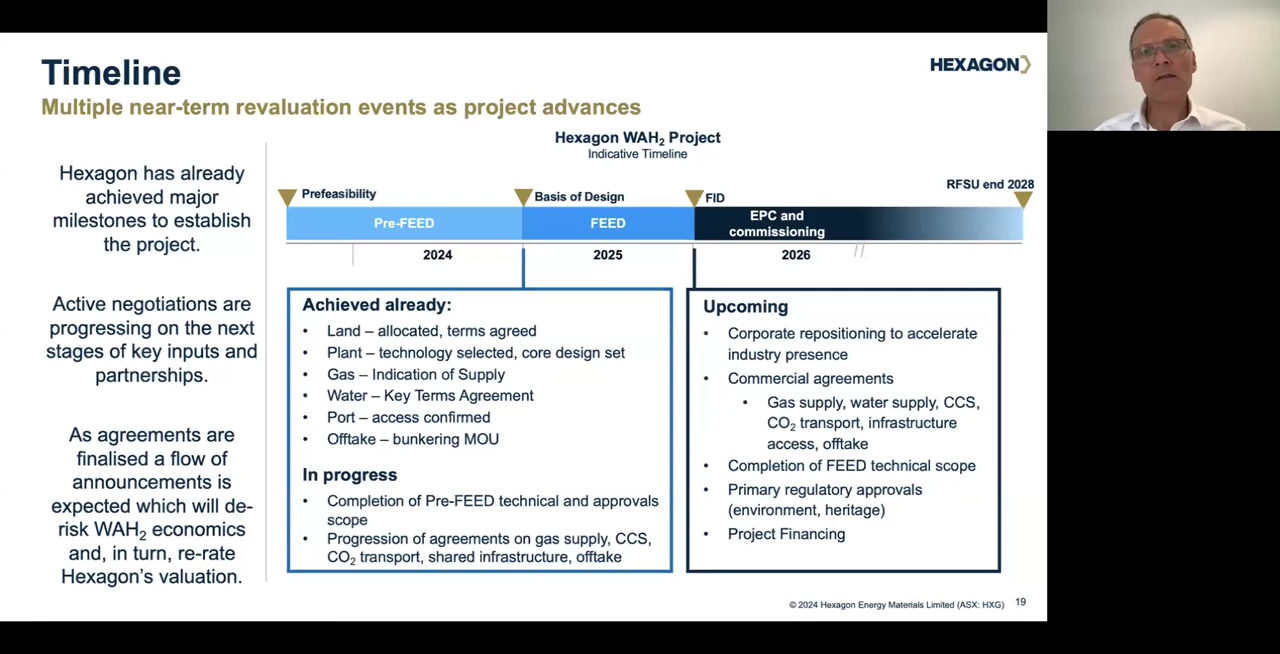 Timeline
HEXAGON
Multiple near-term revaluation events as project advances
Hexagon has already
achieved major
milestones to establish
the project.
Active negotiations are
progressing on the next
stages of key inputs and
partnerships.
As agreements are
finalised a flow of
announcements is
expected which will de-
risk WAH₂ economics
and, in turn, re-rate
Hexagon's valuation.
Hexagon WAH₂ Project
Indicative Timeline
Prefeasibility
Basis of Design
FID
RFSU end 2028
Pre-FEED
FEED
EPC and
commissioning
2024
2025
2026
Achieved already:
• Land – allocated, terms agreed
• Plant – technology selected, core design set
• Gas – Indication of Supply
• Water – Key Terms Agreement
• Port – access confirmed
• Offtake – bunkering MOU
In progress
• Completion of Pre-FEED technical and approvals
scope
• Progression of agreements on gas supply, CCS,
CO₂ transport, shared infrastructure, offtake
Upcoming
• Corporate repositioning to accelerate
industry presence
• Commercial agreements
• Gas supply, water supply, CCS,
CO₂ transport, infrastructure
access, offtake
• Completion of FEED technical scope
• Primary regulatory approvals
(environment, heritage)
• Project Financing
© 2024 Hexagon Energy Materials Limited (ASX: HXG) 19